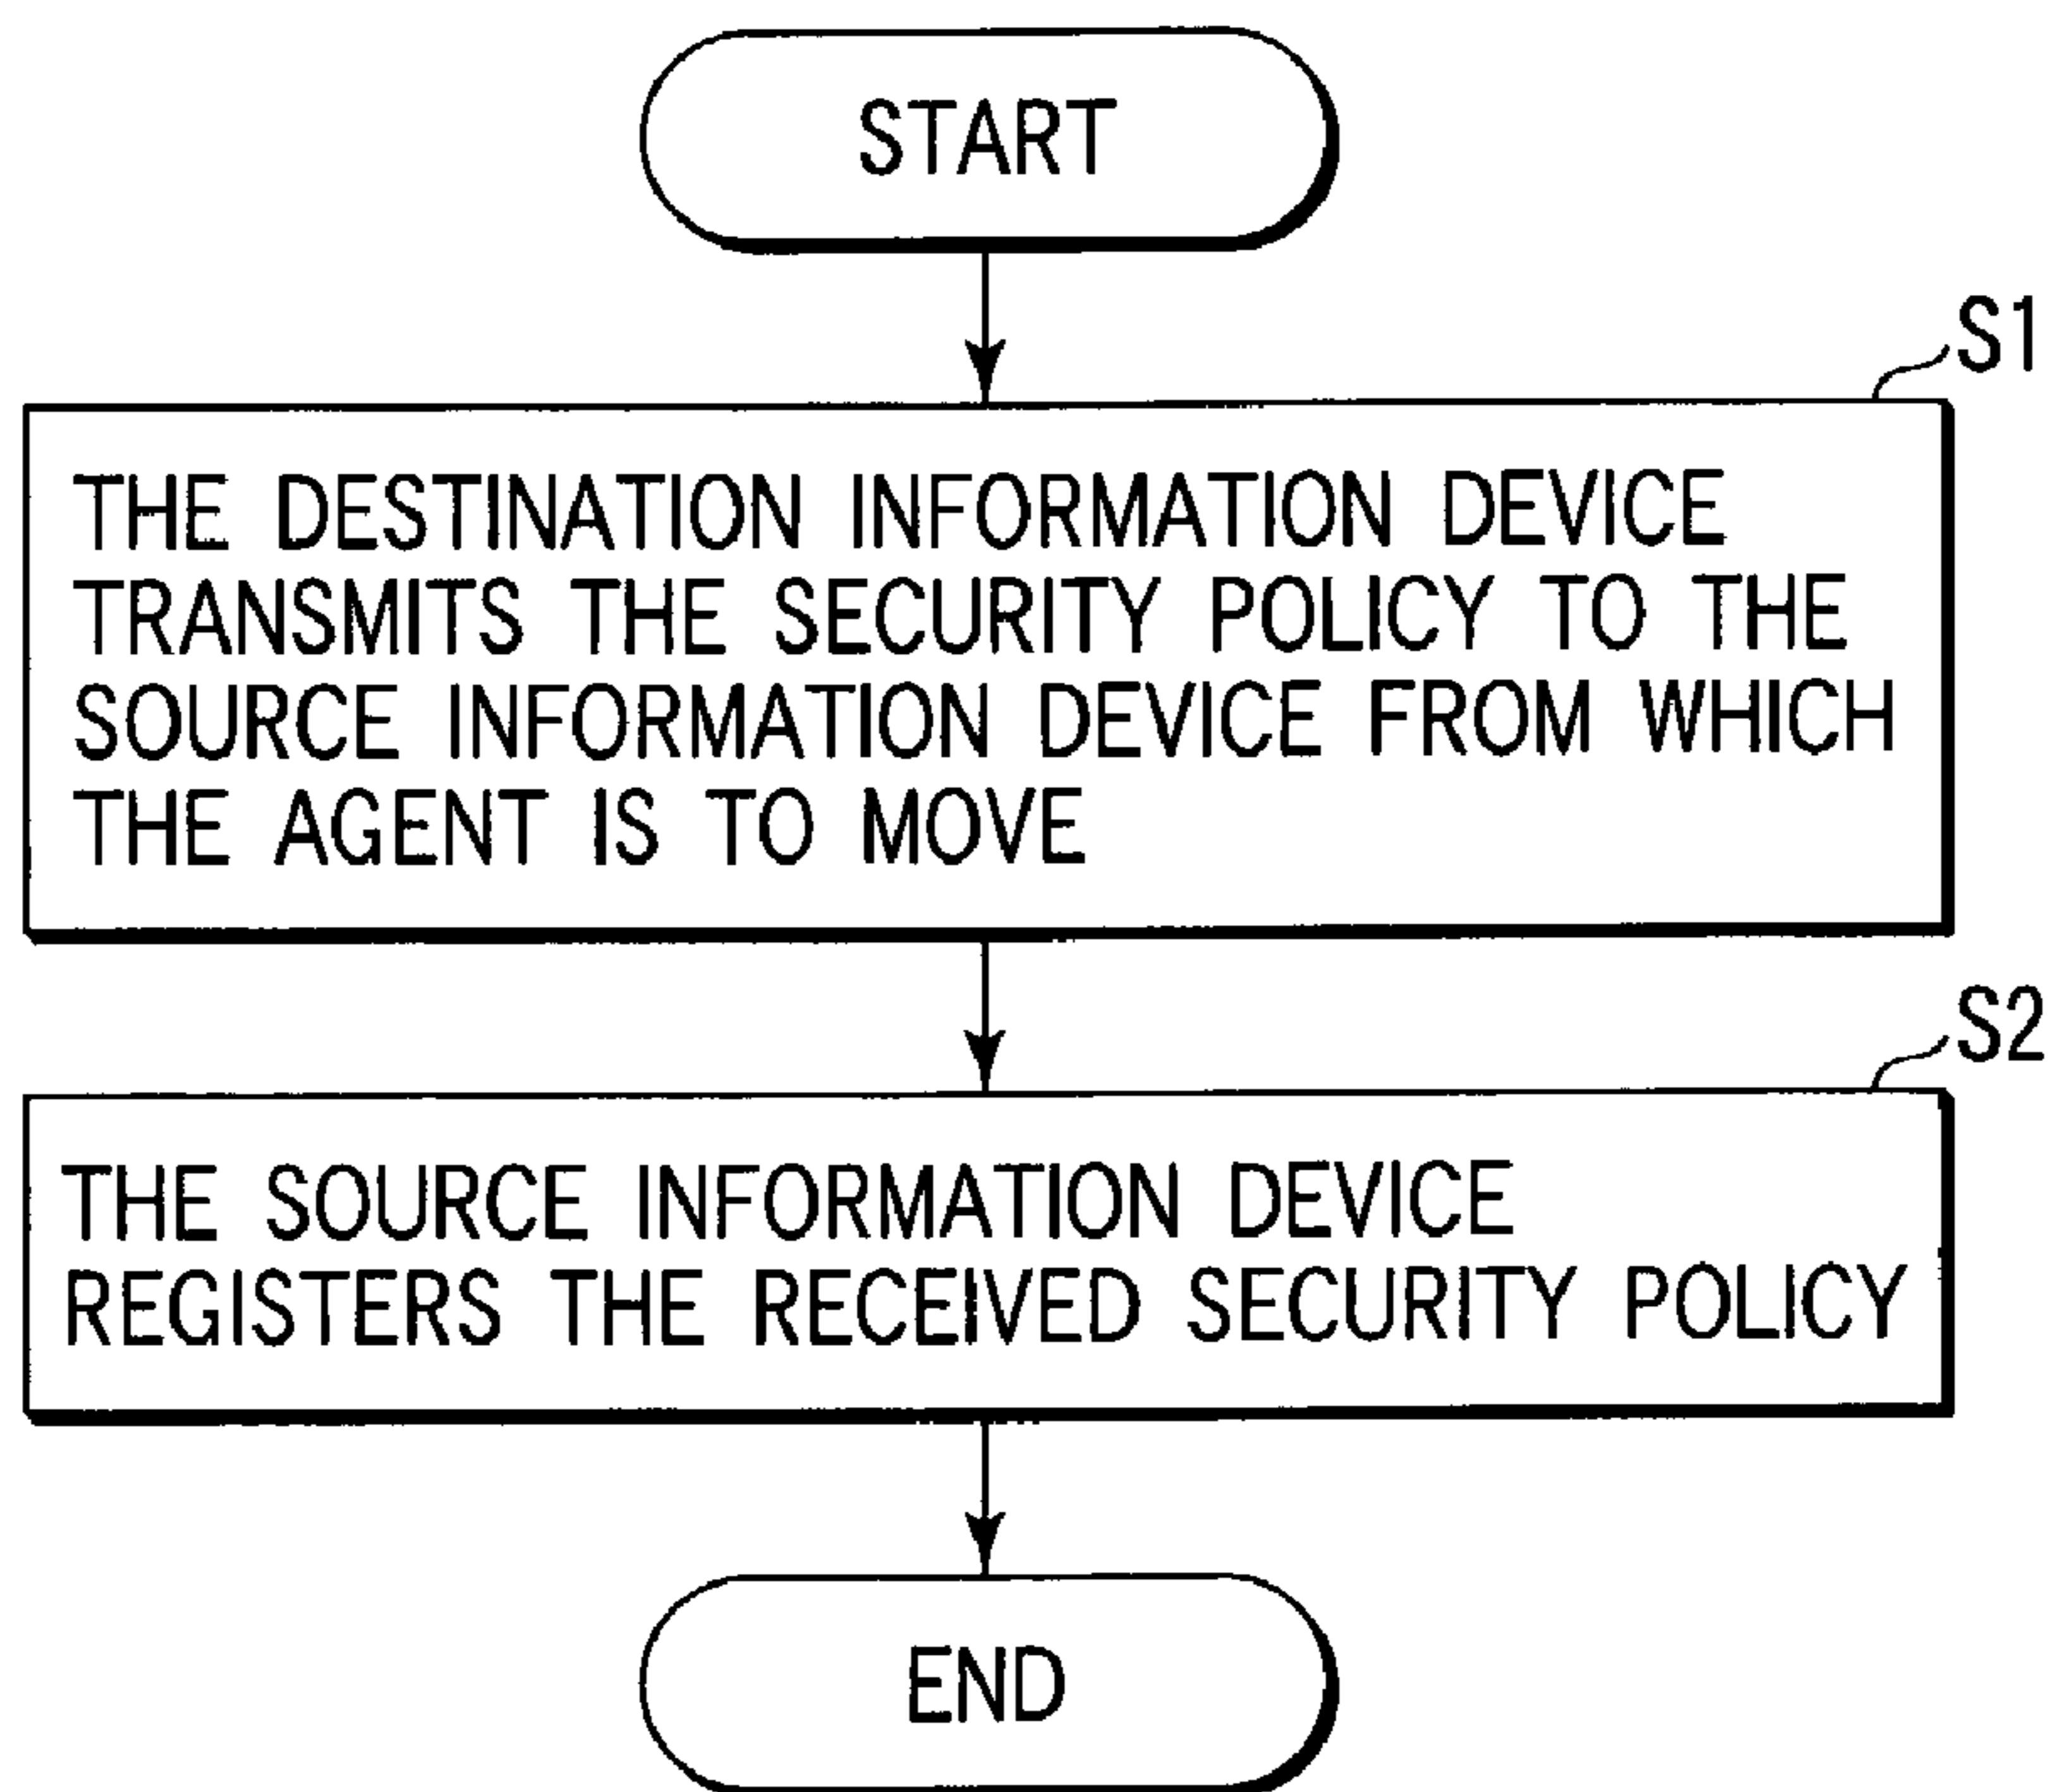 START
S1
THE DESTINATION INFORMATION DEVICE
TRANSMITS THE SECURITY POLICY TO THE
SOURCE INFORMATION DEVICE FROM WHICH
THE AGENT IS TO MOVE
S2
THE SOURCE INFORMATION DEVICE
REGISTERS THE RECEIVED SECURITY POLICY
END